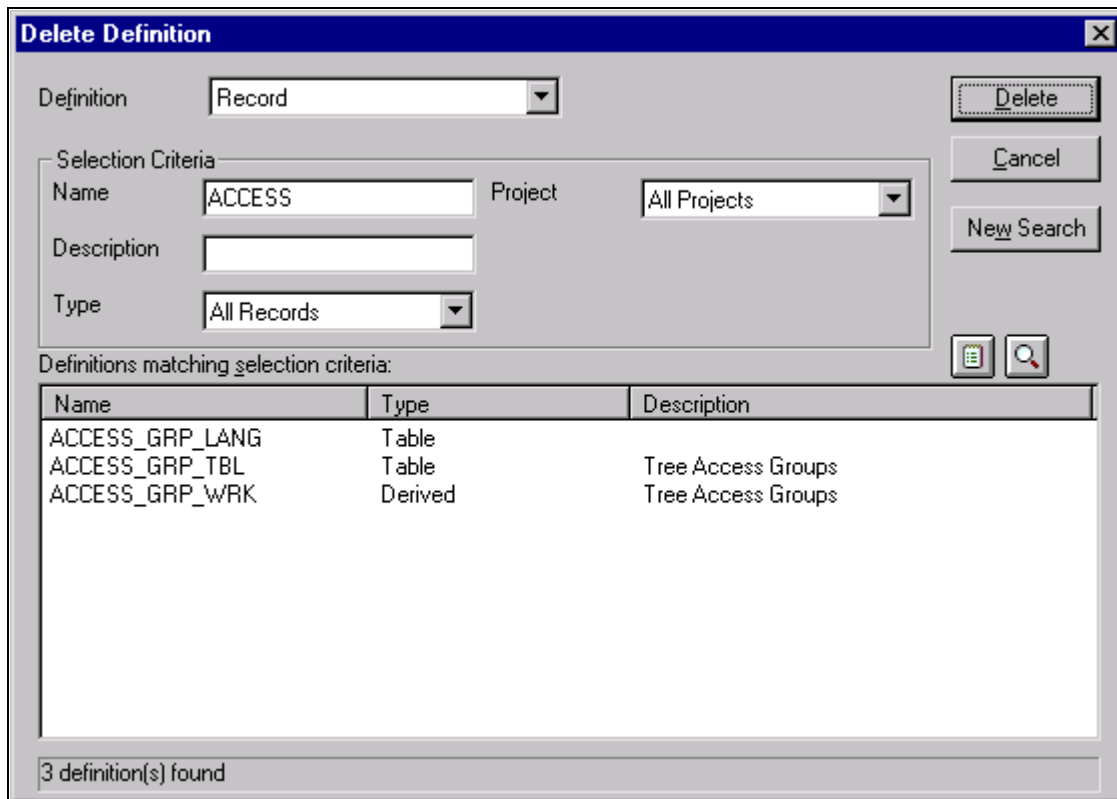 Delete Definition
Definition Record Delete
Selection Criteria Cancel
Name ACCESS Project All Projects
New Search
Description
Type All Records
Definitions matching selection criteria:
Name Type Description
ACCESS_GRP_LANG Table
ACCESS_GRP_TBL Table Tree Access Groups
ACCESS_GRP_WRK Derived Tree Access Groups
3 definition(s) found